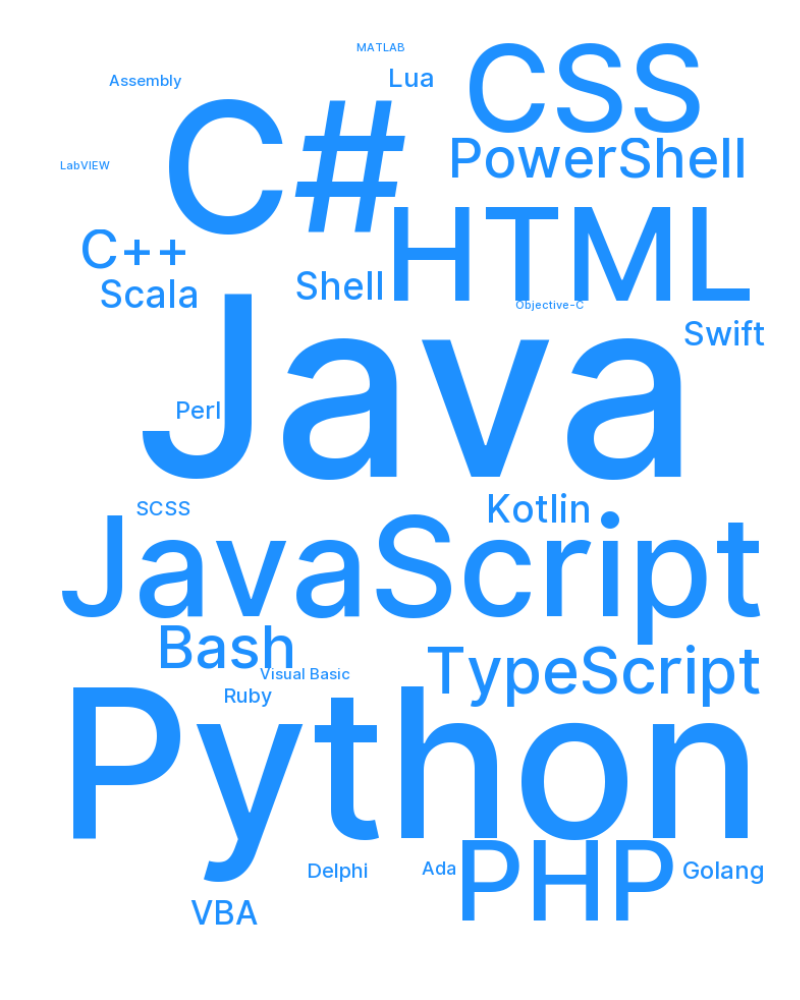 MATLAB
CSS
Lua
Assembly
C#
PowerShell
LabVIEW
HTML
C++
Shell
Scala
Objective-C
Swift
Java
Perl
SCSS
Kotlin
JavaScript
Bash
TypeScript
Visual Basic
Ruby
Python
Delphi
Ada
PHP
Golang
VBA